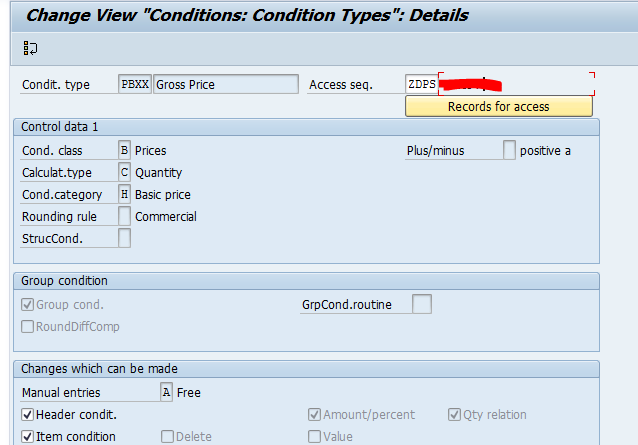 Change View "Conditions: Condition Types": Details
Condit. type PBXX Gross Price Access seq. ZDPS
Records for access
Control data 1
Cond. class B Prices Plus/minus positive a
Calculat.type C Quantity
Cond.category H Basic price
Rounding rule Commercial
StrucCond.
Group condition
Group cond. GrpCond.routine
RoundDiffComp
Changes which can be made
Manual entries A Free
Header condit. Amount/percent Qty relation
Item condition Delete Value